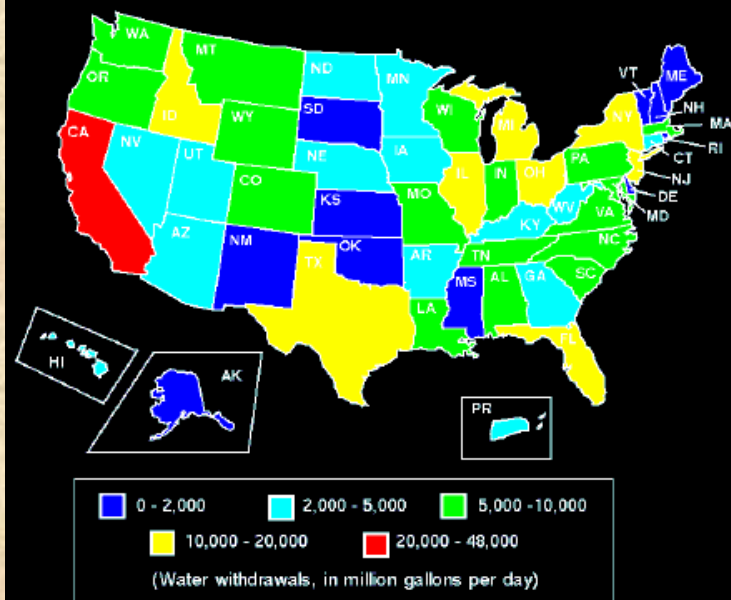 WA
MT
ND
MN
VT
ME
OR
ID
SD
WI
MI
NY
NH
MA
WY
RI
CA
NV
UT
NE
IA
IL
IN
OH
PA
CT
NJ
CO
KS
MO
KY
WV
VA
DE
MD
AZ
NM
OK
AR
TN
NC
TX
MS
AL
GA
SC
LA
FL
HI
AK
PR
0 - 2,000
2,000 - 5,000
5,000 -10,000
10,000 - 20,000
20,000 - 48,000
(Water withdrawals, in million gallons per day)